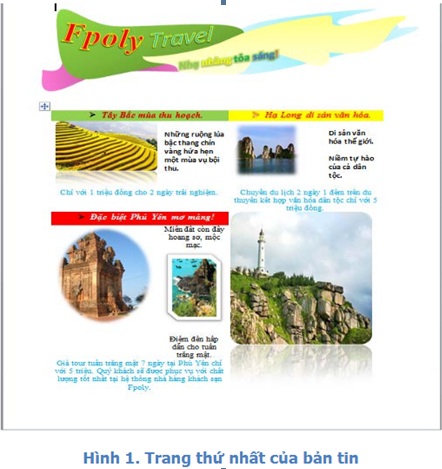 Fpoly Travel
Nhẹ nhàng tỏa sáng!
Tây Bắc mùa thu hoạch.
Những ruộng lúa
bậc thang chín
vàng hứa hẹn
một mùa vụ bội
thu.
Chỉ với 1 triệu đồng cho 2 ngày trải nghiệm.
Hạ Long di sản văn hóa.
Di sản văn
hóa thế giới.
Niềm tự hào
của cả dân
tộc.
Chuyến du lịch 2 ngày 1 đêm trên du
thuyền kết hợp văn hóa dân tộc chỉ với 5
triệu đồng.
Đặc biệt Phú Yên mơ màng!
Miền đất còn đầy
hoang sơ, mộc
mạc.
Điểm đến hấp
dẫn cho tuần
trăng mật.
Giá tour tuần trăng mật 7 ngày tại Phú Yên chỉ
với 5 triệu. Quý khách sẽ được phục vụ với chất
lượng tốt nhất tại hệ thống nhà hàng khách sạn
Fpoly.
Hình 1. Trang thứ nhất của bản tin